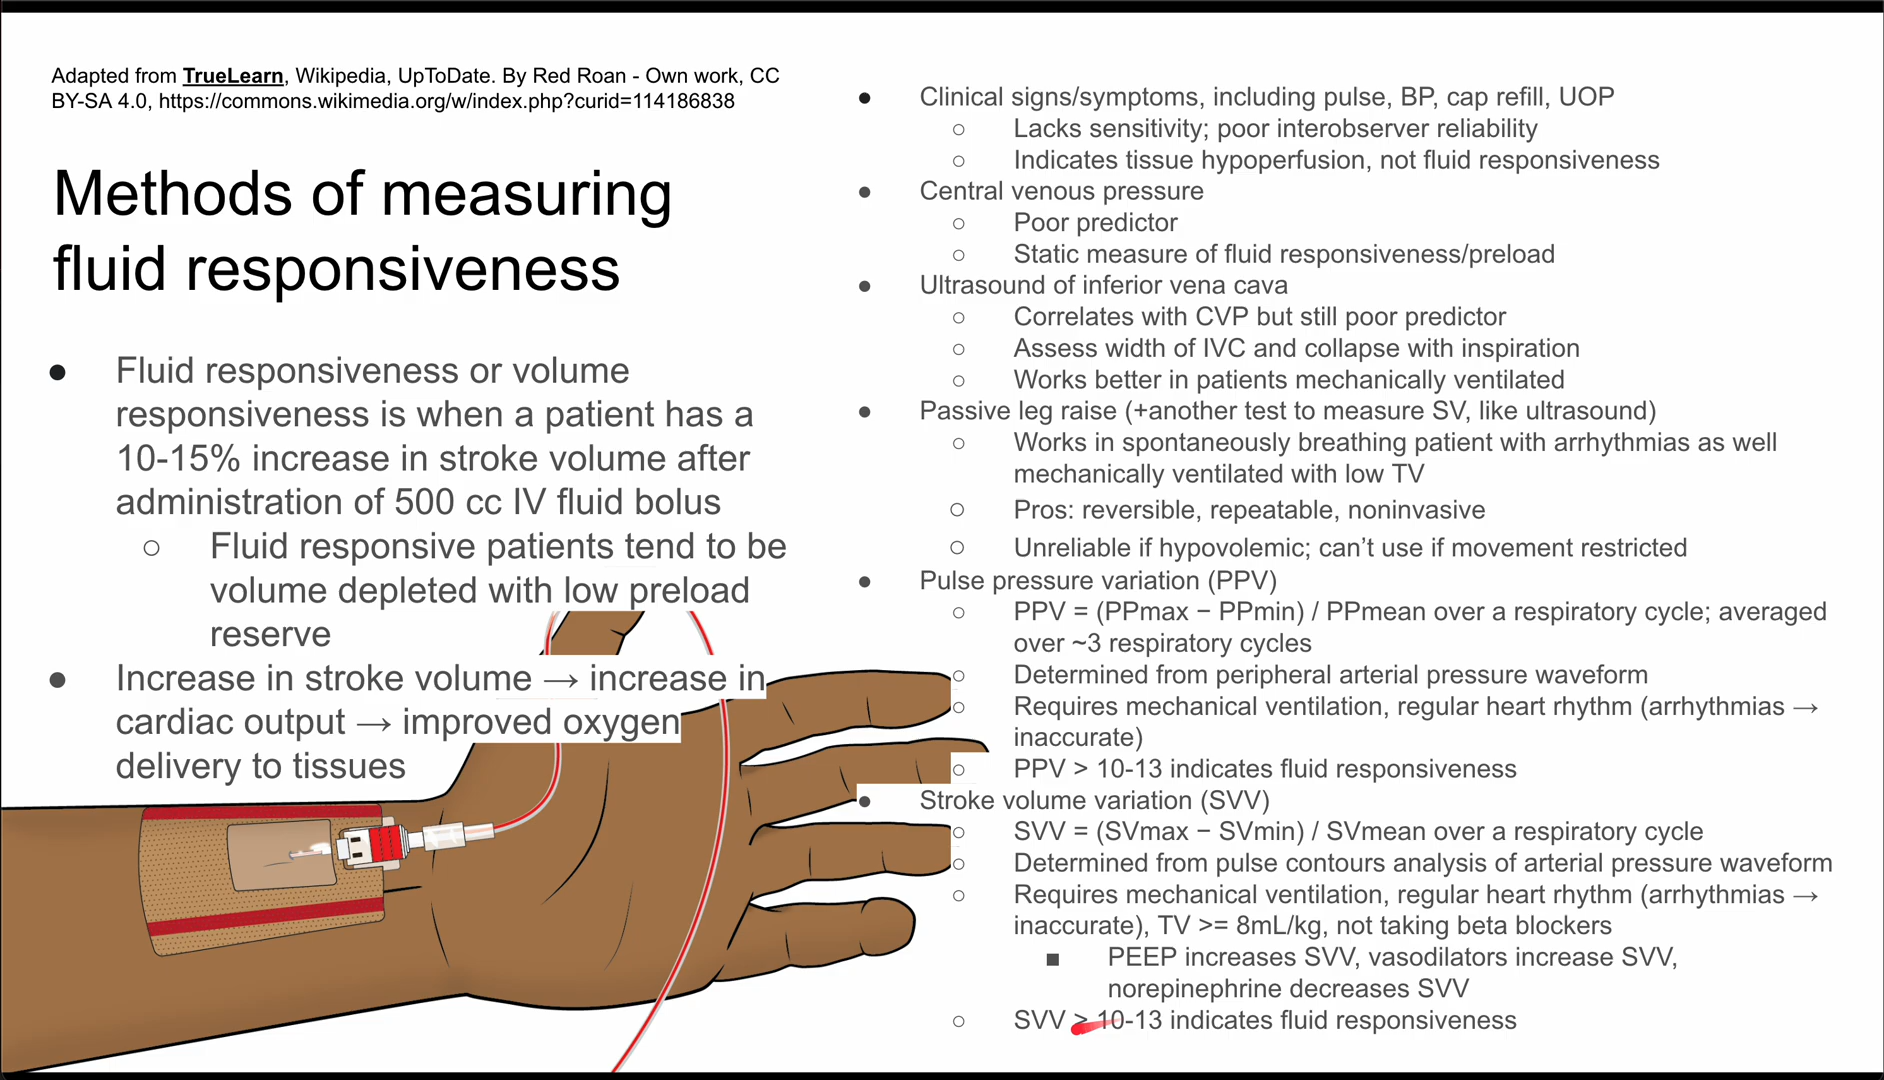 Adapted from TrueLearn, Wikipedia, UpToDate. By Red Roan - Own work, CC
BY-SA 4.0, https://commons.wikimedia.org/w/index.php?curid=114186838
Methods of measuring
fluid responsiveness
● Fluid responsiveness or volume
responsiveness is when a patient has a
10-15% increase in stroke volume after
administration of 500 cc IV fluid bolus
○ Fluid responsive patients tend to be
volume depleted with low preload
reserve
● Increase in stroke volume → increase in
cardiac output → improved oxygen
delivery to tissues
● Clinical signs/symptoms, including pulse, BP, cap refill, UOP
○ Lacks sensitivity; poor interobserver reliability
○ Indicates tissue hypoperfusion, not fluid responsiveness
● Central venous pressure
○ Poor predictor
○ Static measure of fluid responsiveness/preload
● Ultrasound of inferior vena cava
○ Correlates with CVP but still poor predictor
○ Assess width of IVC and collapse with inspiration
○ Works better in patients mechanically ventilated
● Passive leg raise (+another test to measure SV, like ultrasound)
○ Works in spontaneously breathing patient with arrhythmias as well
mechanically ventilated with low TV
○ Pros: reversible, repeatable, noninvasive
○ Unreliable if hypovolemic; can’t use if movement restricted
● Pulse pressure variation (PPV)
○ PPV = (PPmax − PPmin) / PPmean over a respiratory cycle; averaged
over ~3 respiratory cycles
○ Determined from peripheral arterial pressure waveform
○ Requires mechanical ventilation, regular heart rhythm (arrhythmias →
inaccurate)
○ PPV > 10-13 indicates fluid responsiveness
● Stroke volume variation (SVV)
○ SVV = (SVmax − SVmin) / SVmean over a respiratory cycle
○ Determined from pulse contours analysis of arterial pressure waveform
○ Requires mechanical ventilation, regular heart rhythm (arrhythmias →
inaccurate), TV >= 8mL/kg, not taking beta blockers
■ PEEP increases SVV, vasodilators increase SVV,
norepinephrine decreases SVV
○ SVV > 10-13 indicates fluid responsiveness